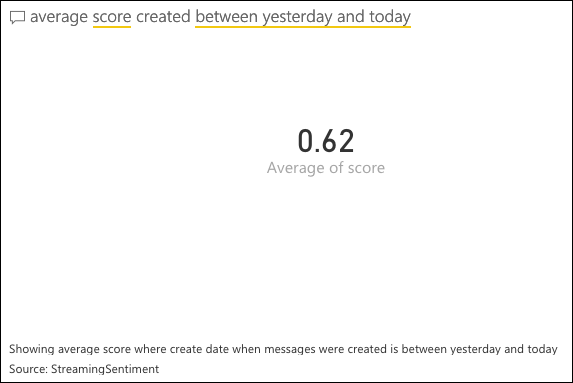 average score created between yesterday and today
0.62
Average of score
Showing average score where create date when messages were created is between yesterday and today
Source: StreamingSentiment